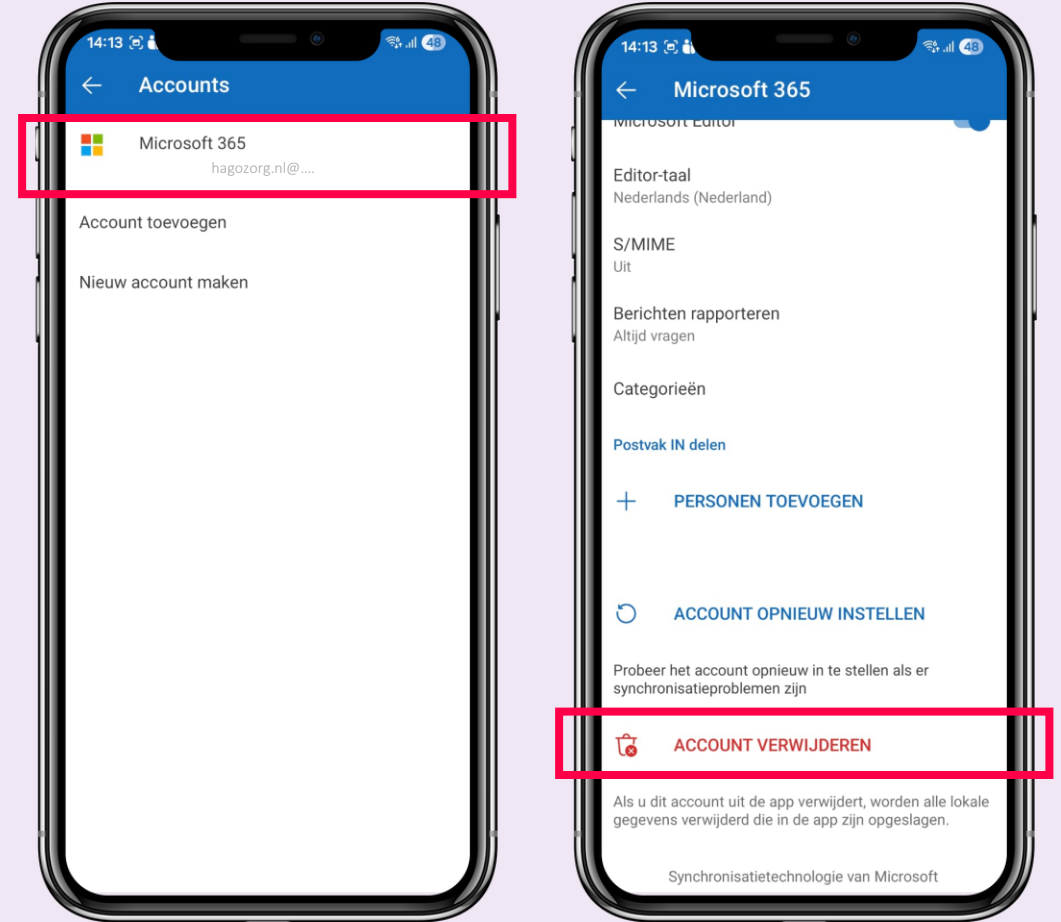 14:13
48
Accounts
Microsoft 365
hagozorg.nl@....
Account toevoegen
Nieuw account maken
14:13
48
Microsoft 365
Microsoft Editor
Editor-taal
Nederlands (Nederland)
S/MIME
Uit
Berichten rapporteren
Altijd vragen
Categorieën
Postvak IN delen
PERSONEN TOEVOEGEN
ACCOUNT OPNIEUW INSTELLEN
Probeer het account opnieuw in te stellen als er
synchronisatieproblemen zijn
ACCOUNT VERWIJDEREN
Als u dit account uit de app verwijdert, worden alle lokale
gegevens verwijderd die in de app zijn opgeslagen.
Synchronisatietechnologie van Microsoft